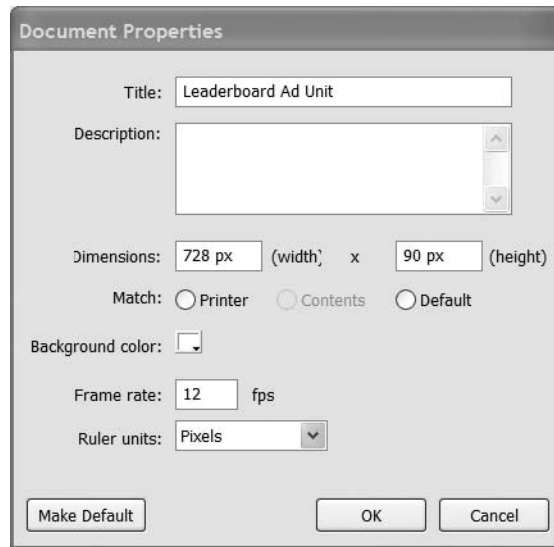 Document Properties
Title: Leaderboard Ad Unit
Description:
Dimensions: 728 px (width) x 90 px (height)
Match: Printer Contents Default
Background color:
Frame rate: 12 fps
Ruler units: Pixels
Make Default OK Cancel